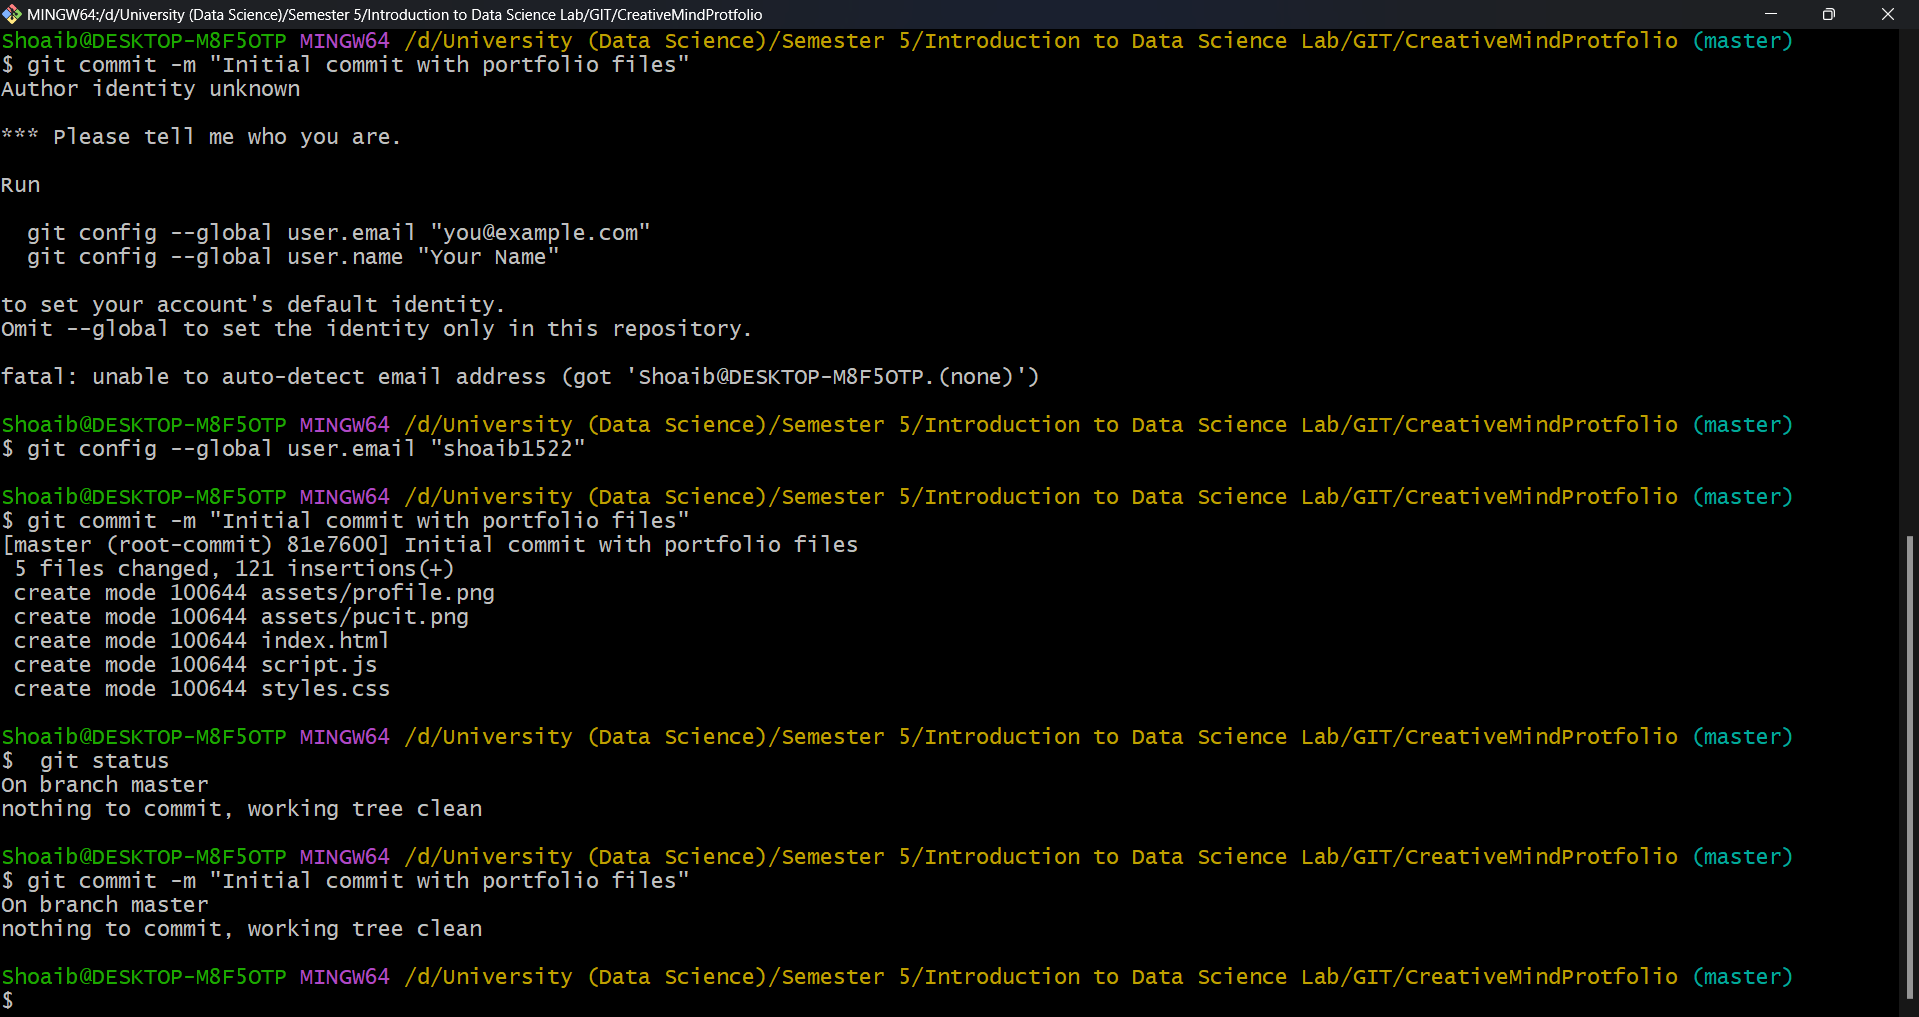 MINGW64:/d/University (Data Science)/Semester 5/Introduction to Data Science Lab/GIT/CreativeMindProtfolio
Shoaib@DESKTOP-M8F5OTP MINGW64 /d/University (Data Science)/Semester 5/Introduction to Data Science Lab/GIT/CreativeMindProtfolio (master)
$ git commit -m "Initial commit with portfolio files"
Author identity unknown
*** Please tell me who you are.
Run
  git config --global user.email "you@example.com"
  git config --global user.name "Your Name"
to set your account's default identity.
Omit --global to set the identity only in this repository.
fatal: unable to auto-detect email address (got 'Shoaib@DESKTOP-M8F5OTP.(none)')
Shoaib@DESKTOP-M8F5OTP MINGW64 /d/University (Data Science)/Semester 5/Introduction to Data Science Lab/GIT/CreativeMindProtfolio (master)
$ git config --global user.email "shoaib1522"
Shoaib@DESKTOP-M8F5OTP MINGW64 /d/University (Data Science)/Semester 5/Introduction to Data Science Lab/GIT/CreativeMindProtfolio (master)
$ git commit -m "Initial commit with portfolio files"
[master (root-commit) 81e7600] Initial commit with portfolio files
 5 files changed, 121 insertions(+)
 create mode 100644 assets/profile.png
 create mode 100644 assets/pucit.png
 create mode 100644 index.html
 create mode 100644 script.js
 create mode 100644 styles.css
Shoaib@DESKTOP-M8F5OTP MINGW64 /d/University (Data Science)/Semester 5/Introduction to Data Science Lab/GIT/CreativeMindProtfolio (master)
$  git status
On branch master
nothing to commit, working tree clean
Shoaib@DESKTOP-M8F5OTP MINGW64 /d/University (Data Science)/Semester 5/Introduction to Data Science Lab/GIT/CreativeMindProtfolio (master)
$ git commit -m "Initial commit with portfolio files"
On branch master
nothing to commit, working tree clean
Shoaib@DESKTOP-M8F5OTP MINGW64 /d/University (Data Science)/Semester 5/Introduction to Data Science Lab/GIT/CreativeMindProtfolio (master)
$